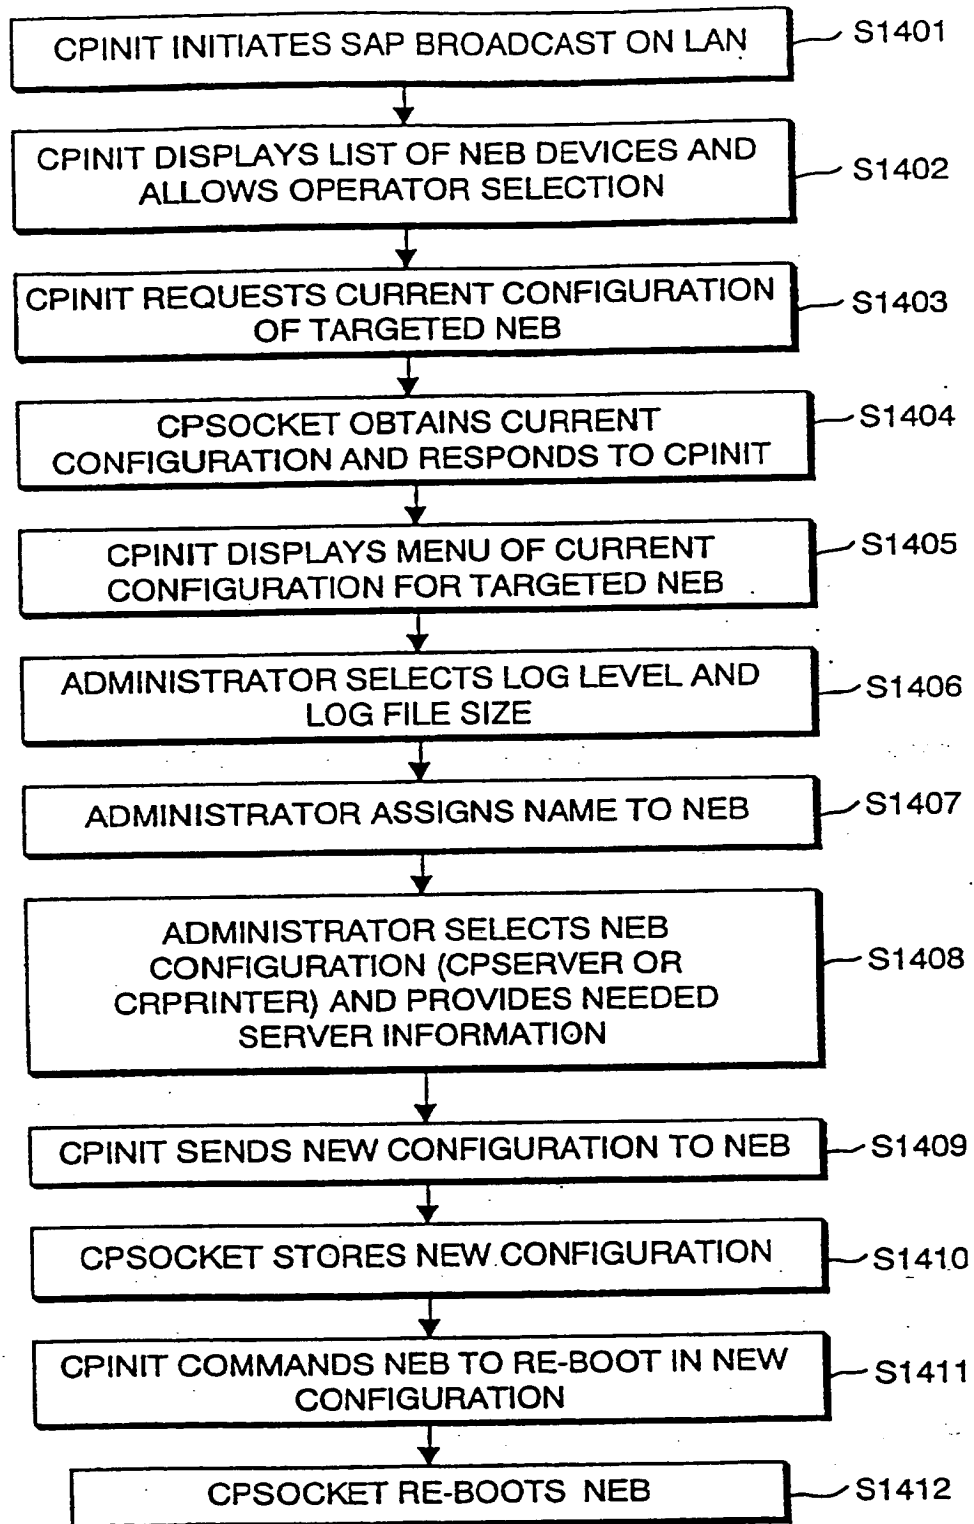 CPINIT INITIATES SAP BROADCAST ON LAN
S1401
CPINIT DISPLAYS LIST OF NEB DEVICES AND
ALLOWS OPERATOR SELECTION
S1402
CPINIT REQUESTS CURRENT CONFIGURATION
OF TARGETED NEB
S1403
CPSOCKET OBTAINS CURRENT
CONFIGURATION AND RESPONDS TO CPINIT
S1404
CPINIT DISPLAYS MENU OF CURRENT
CONFIGURATION FOR TARGETED NEB
S1405
ADMINISTRATOR SELECTS LOG LEVEL AND
LOG FILE SIZE
S1406
ADMINISTRATOR ASSIGNS NAME TO NEB
S1407
ADMINISTRATOR SELECTS NEB
CONFIGURATION (CPSERVER OR
CRPRINTER) AND PROVIDES NEEDED
SERVER INFORMATION
S1408
CPINIT SENDS NEW CONFIGURATION TO NEB
S1409
CPSOCKET STORES NEW CONFIGURATION
S1410
CPINIT COMMANDS NEB TO RE-BOOT IN NEW
CONFIGURATION
S1411
CPSOCKET RE-BOOTS NEB
S1412